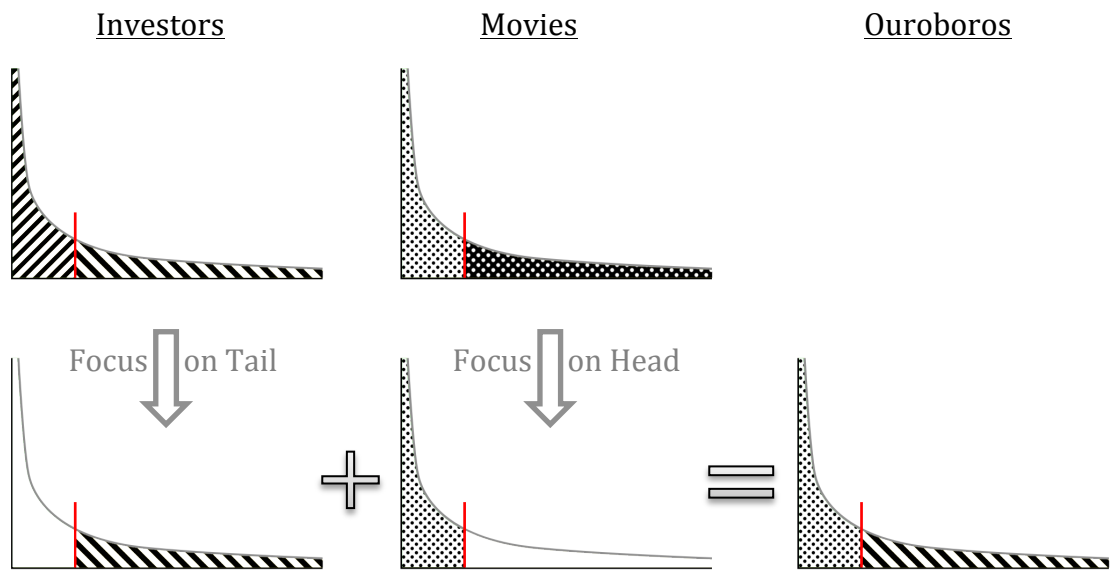 Investors
Movies
Ouroboros
Focus on Tail
Focus on Head